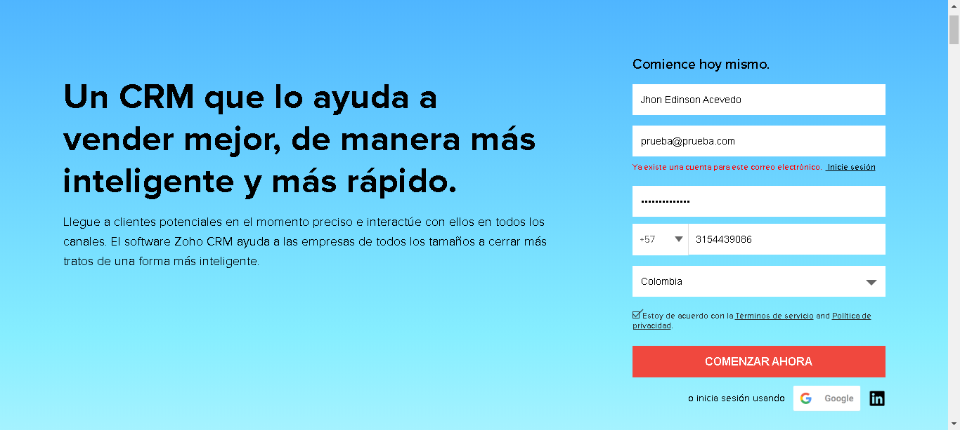 Un CRM que lo ayuda a
vender mejor, de manera más
inteligente y más rápido.
Llegue a clientes potenciales en el momento preciso e interactúe con ellos en todos los
canales. El software Zoho CRM ayuda a las empresas de todos los tamaños a cerrar más
tratos de una forma más inteligente.
Comience hoy mismo.
Jhon Edinson Acevedo
prueba@prueba.com
Ya existe una cuenta para este correo electrónico. Inicie sesión
••••••••••••••
+57 3154439086
Colombia
Estoy de acuerdo con la Términos de servicio and Política de
privacidad.
COMENZAR AHORA
o inicia sesión usando Google in